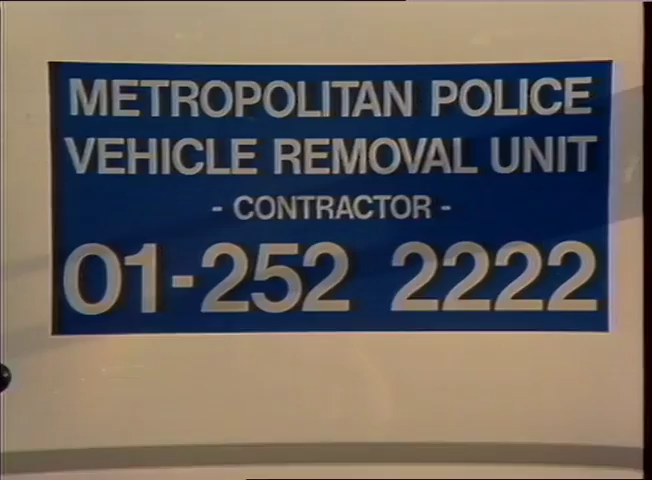 METROPOLITAN POLICE
VEHICLE REMOVAL UNIT
- CONTRACTOR -
01-252 2222